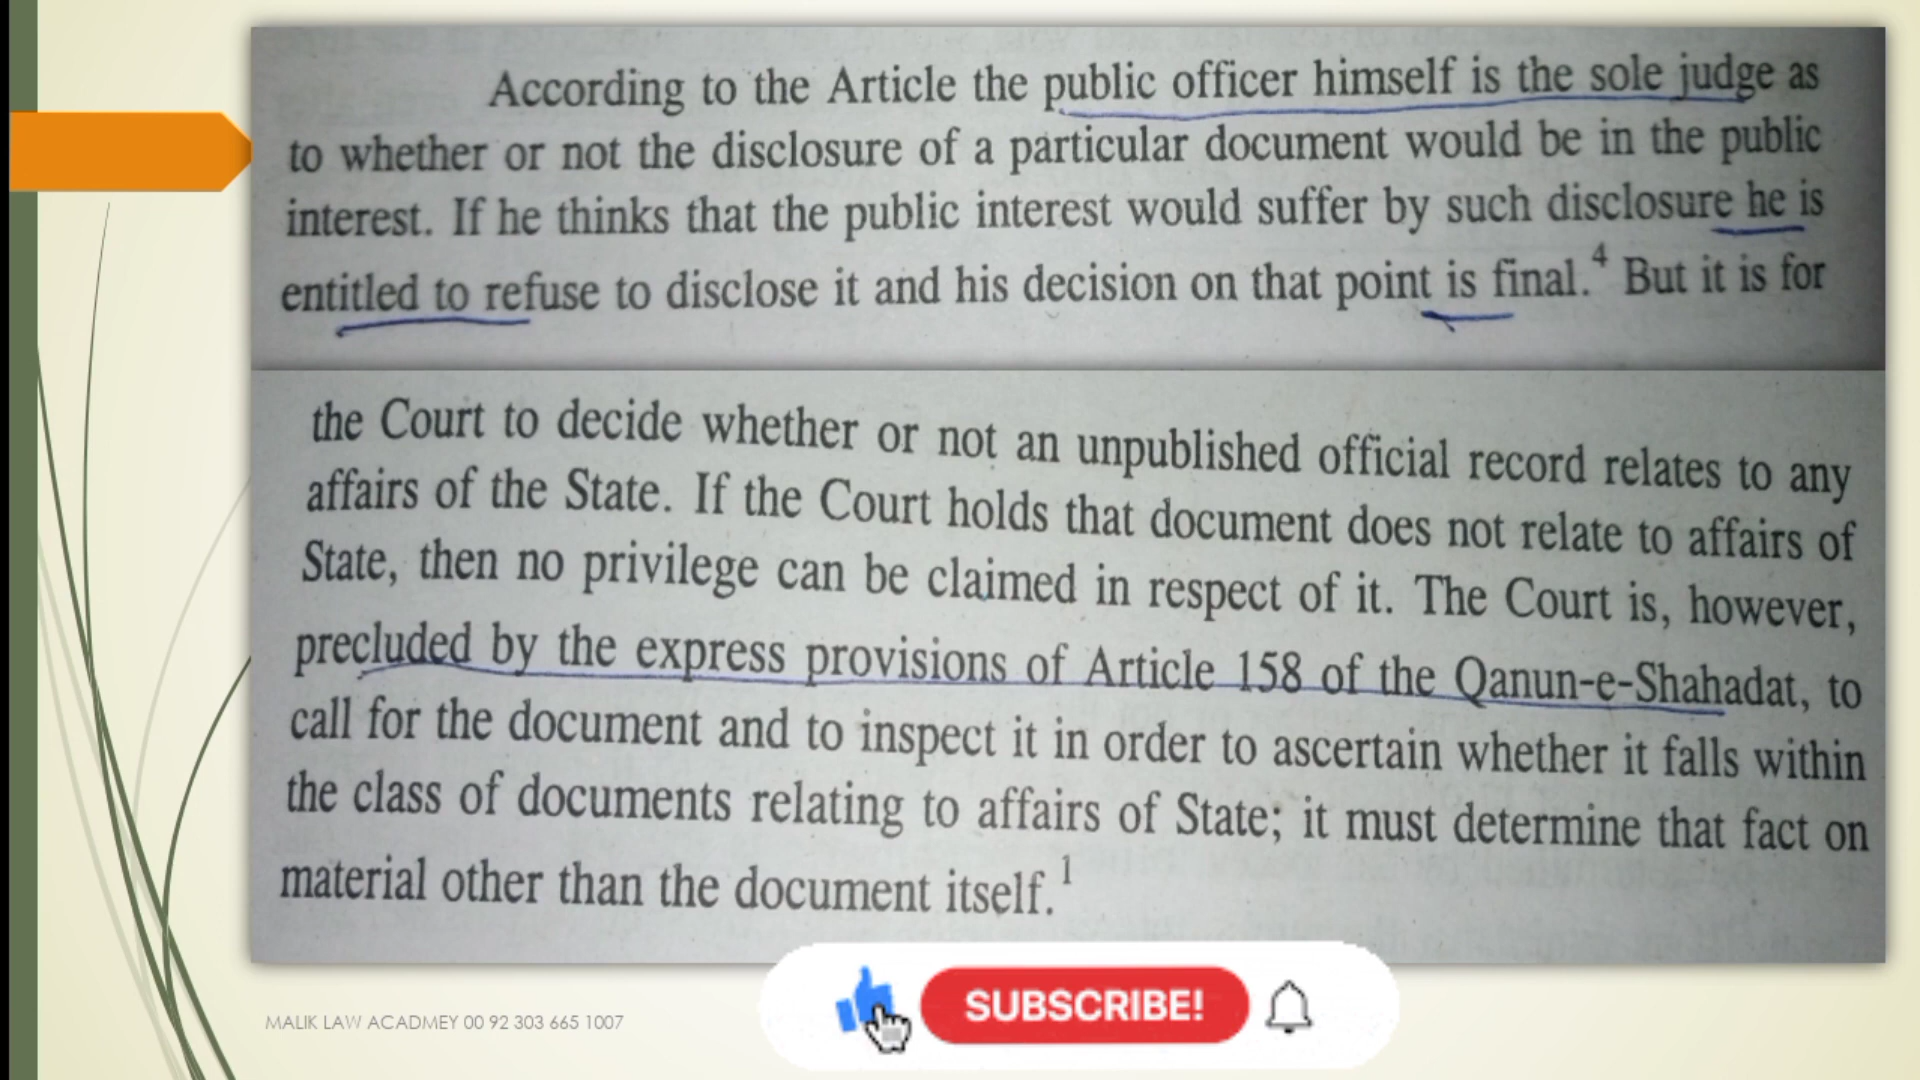 According to the Article the public officer himself is the sole judge as
to whether or not the disclosure of a particular document would be in the public
interest. If he thinks that the public interest would suffer by such disclosure he is
entitled to refuse to disclose it and his decision on that point is final.⁴ But it is for
the Court to decide whether or not an unpublished official record relates to any
affairs of the State. If the Court holds that document does not relate to affairs of
State, then no privilege can be claimed in respect of it. The Court is, however,
precluded by the express provisions of Article 158 of the Qanun-e-Shahadat, to
call for the document and to inspect it in order to ascertain whether it falls within
the class of documents relating to affairs of State; it must determine that fact on
material other than the document itself.¹
SUBSCRIBE!
MALIK LAW ACADMEY 00 92 303 665 1007